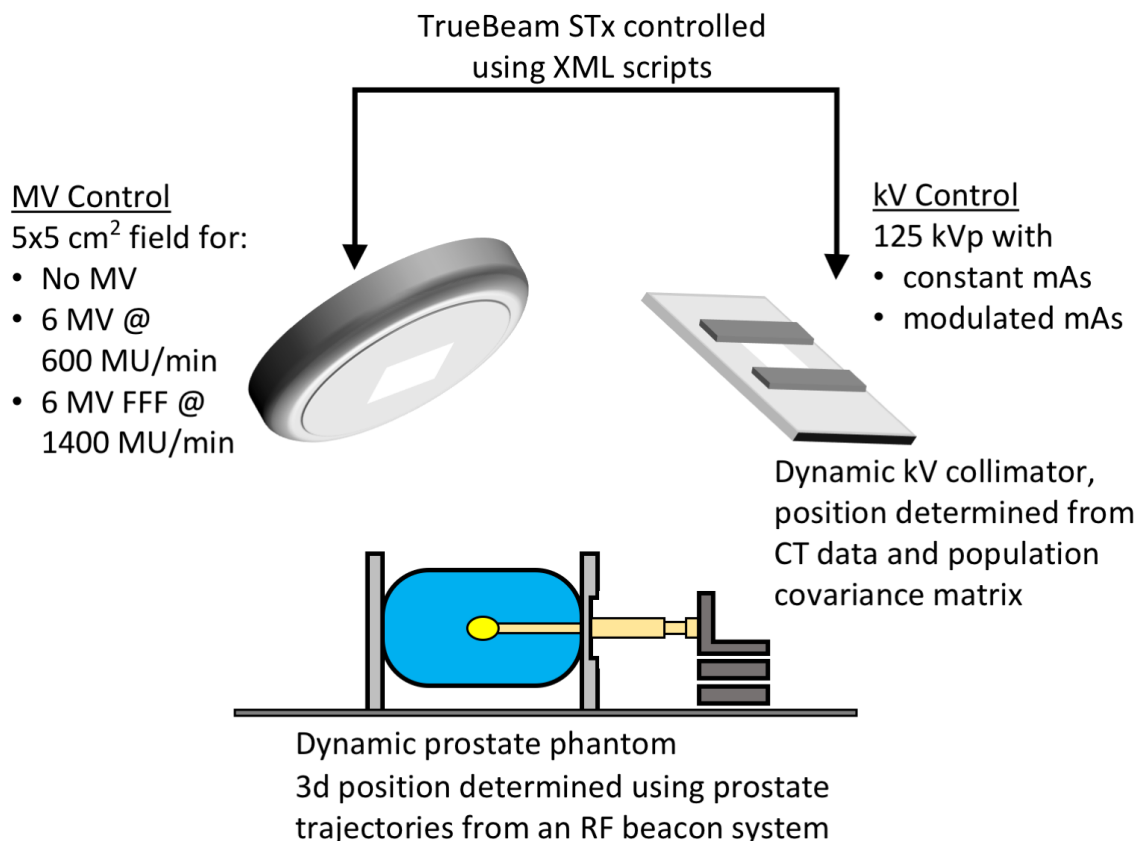 TrueBeam STx controlled
using XML scripts
MV Control
5x5 cm² field for:
• No MV
• 6 MV @
600 MU/min
• 6 MV FFF @
1400 MU/min
kV Control
125 kVp with
• constant mAs
• modulated mAs
Dynamic kV collimator,
position determined from
CT data and population
covariance matrix
Dynamic prostate phantom
3d position determined using prostate
trajectories from an RF beacon system